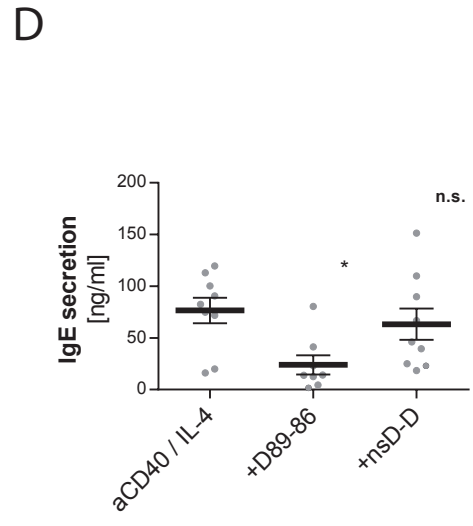 D
IgE secretion
[ng/ml]
200
150
100
50
0
*
n.s.
aCD40 / IL-4
+D89-86
+nsD-D